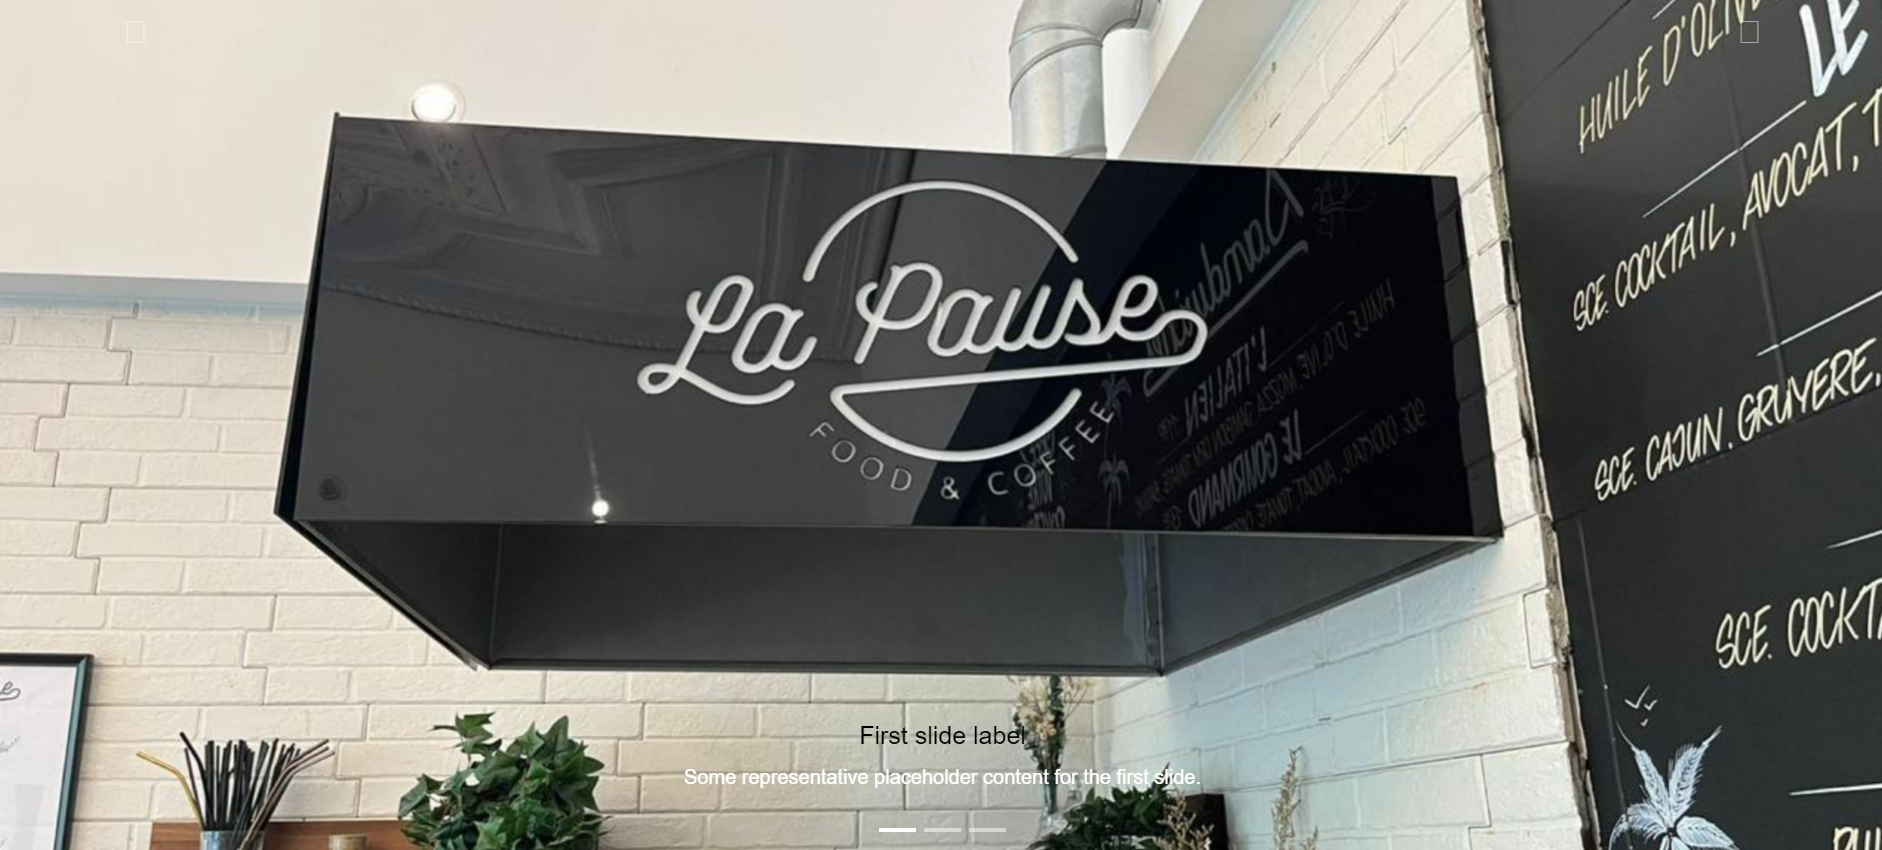 La Pause
FOOD & COFFEE
HUILE D'OLIVE
LE
SCE. COCKTAIL, AVOCAT, T
SCE. CAJUN. GRUYERE,
SCE. COCKT
First slide label
Some representative placeholder content for the first slide.